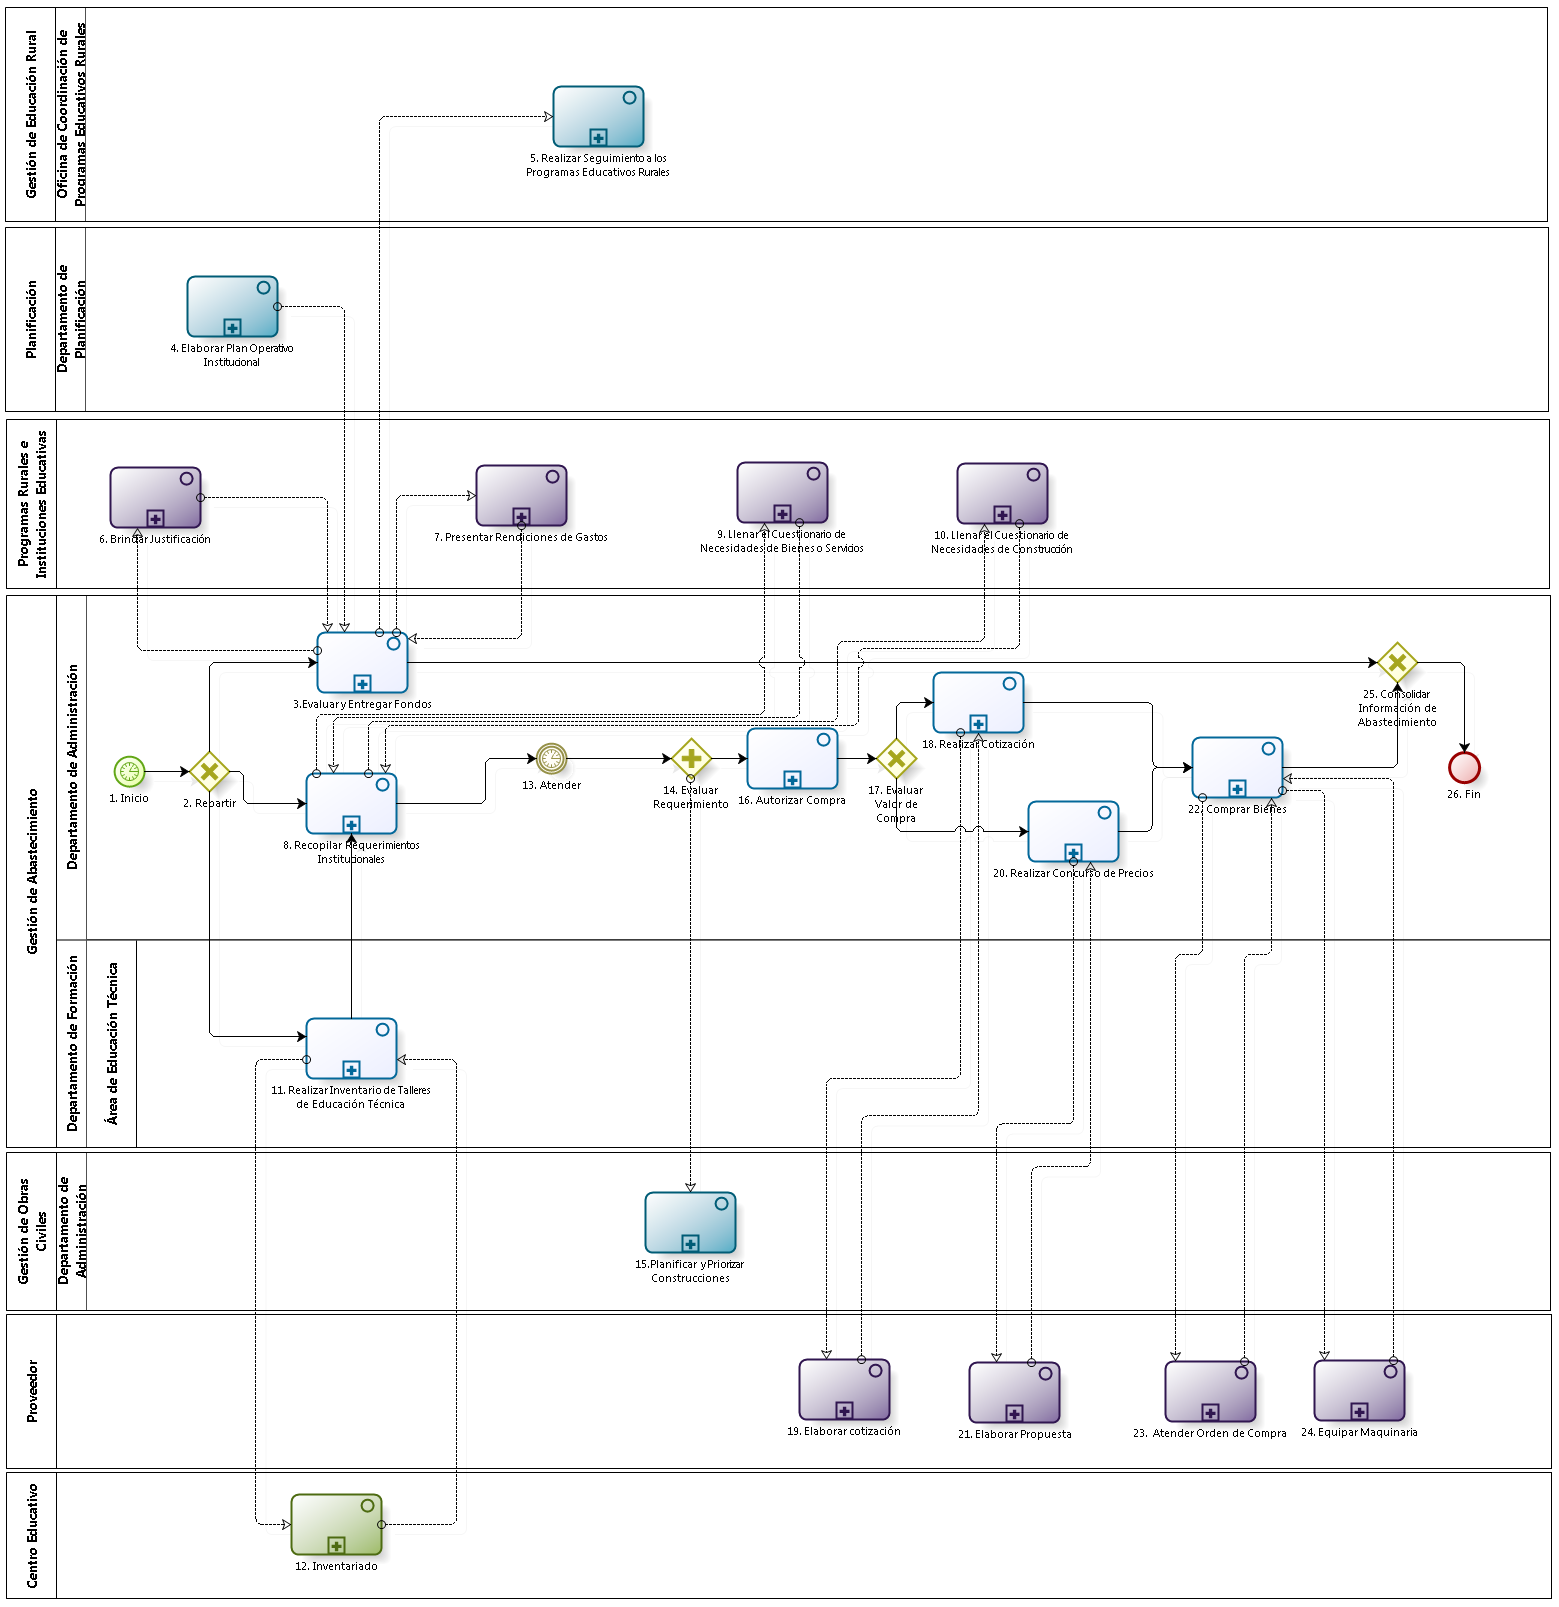 Gestión de Educación Rural
Oficina de Coordinación de
Programas Educativos Rurales
5. Realizar Seguimiento a los
Programas Educativos Rurales
Planificación
Departamento de
Planificación
4. Elaborar Plan Operativo
Institucional
Programas Rurales e
Instituciones Educativas
6. Brindar Justificación
7. Presentar Rendiciones de Gastos
9. Llenar el Cuestionario de
Necesidades de Bienes o Servicios
10. Llenar el Cuestionario de
Necesidades de Construcción
Gestión de Abastecimiento
Departamento de Administración
1. Inicio
2. Repartir
3.Evaluar y Entregar Fondos
8. Recopilar Requerimientos
Institucionales
13. Atender
14. Evaluar
Requerimiento
16. Autorizar Compra
17. Evaluar
Valor de
Compra
18. Realizar Cotización
20. Realizar Concurso de Precios
22. Comprar Bienes
25. Consolidar
Información de
Abastecimiento
26. Fin
Departamento de Formación
Área de Educación Técnica
11. Realizar Inventario de Talleres
de Educación Técnica
Gestión de Obras
Civiles
Departamento de
Administración
15.Planificar y Priorizar
Construcciones
Proveedor
19. Elaborar cotización
21. Elaborar Propuesta
23. Atender Orden de Compra
24. Equipar Maquinaria
Centro Educativo
12. Inventariado